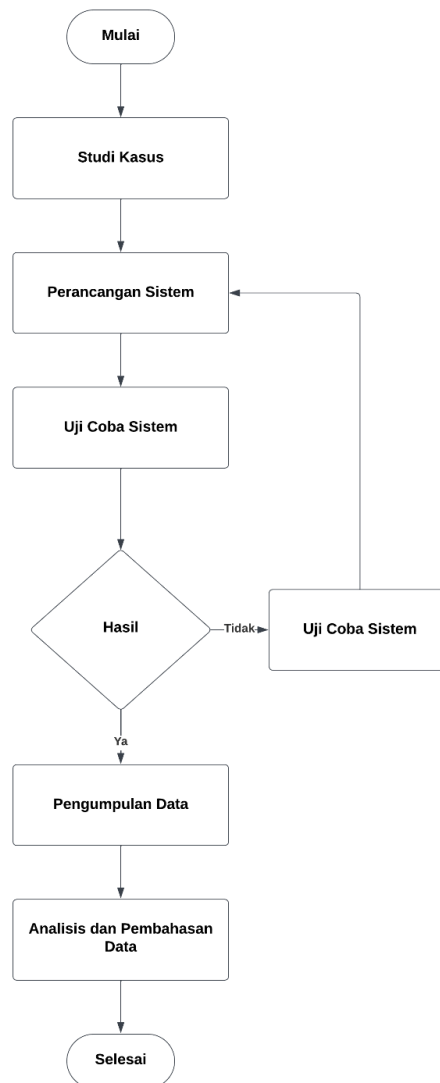 Mulai
Studi Kasus
Perancangan Sistem
Uji Coba Sistem
Hasil
Tidak
Uji Coba Sistem
Ya
Pengumpulan Data
Analisis dan Pembahasan
Data
Selesai